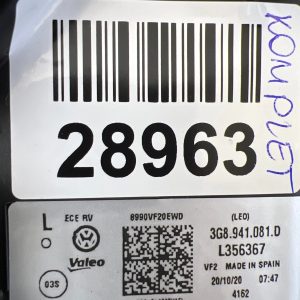 KOMPLET
28963
L
ECE RV
8990VF20EWD
(LED)
3G8.941.081.D
L356367
Valeo
VF2 MADE IN SPAIN
03S
20/10/20 07:47
4162